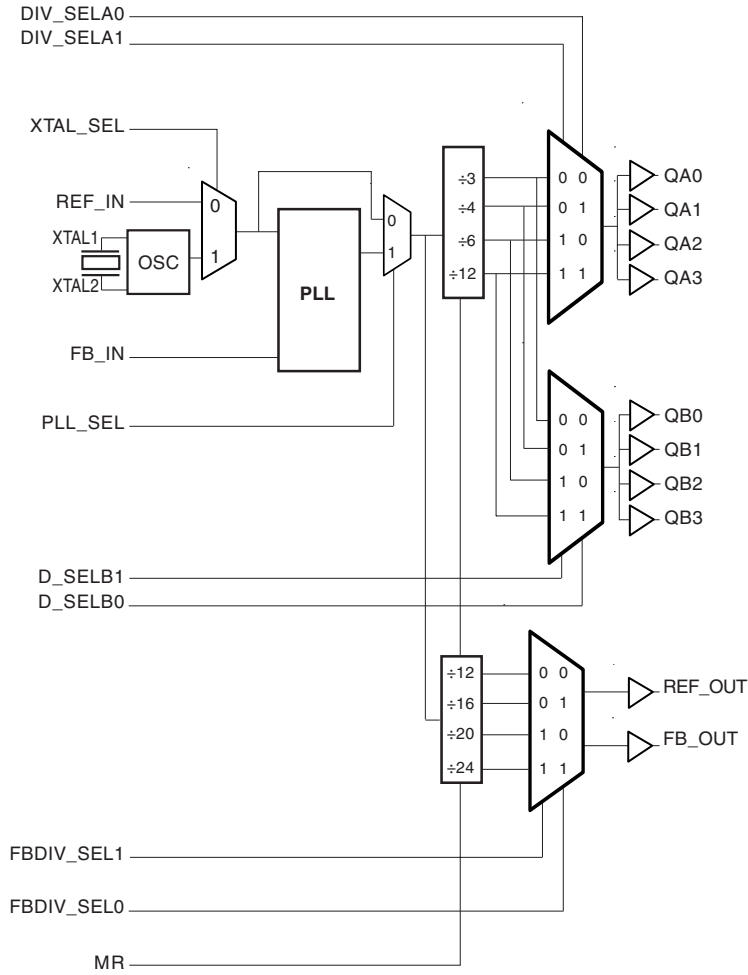 DIV_SELA0
DIV_SELA1
XTAL_SEL
REF_IN
XTAL1
OSC
XTAL2
0
1
PLL
0
1
FB_IN
PLL_SEL
÷3
÷4
÷6
÷12
0 0
0 1
1 0
1 1
QA0
QA1
QA2
QA3
0 0
0 1
1 0
1 1
QB0
QB1
QB2
QB3
D_SELB1
D_SELB0
÷12
÷16
÷20
÷24
0 0
0 1
1 0
1 1
REF_OUT
FB_OUT
FBDIV_SEL1
FBDIV_SEL0
MR